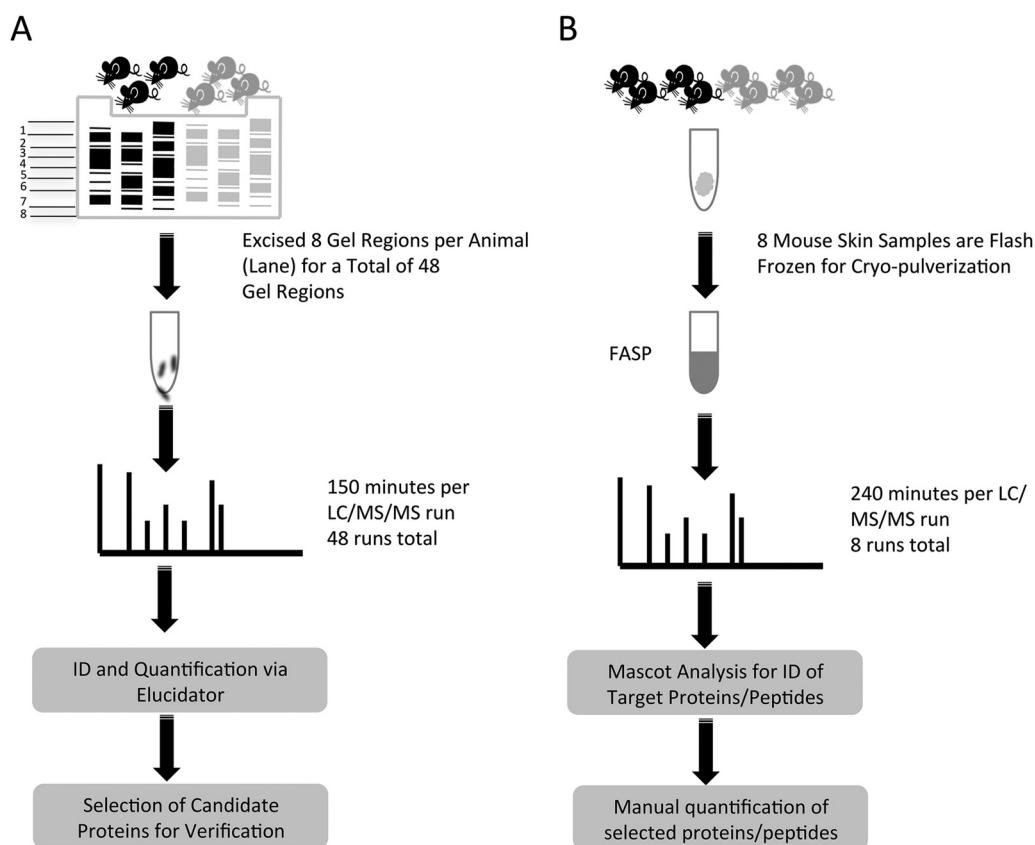 A
1
2
3
4
5
6
7
8
Excised 8 Gel Regions per Animal
(Lane) for a Total of 48
Gel Regions
150 minutes per
LC/MS/MS run
48 runs total
ID and Quantification via
Elucidator
Selection of Candidate
Proteins for Verification
B
8 Mouse Skin Samples are Flash
Frozen for Cryo-pulverization
FASP
240 minutes per LC/
MS/MS run
8 runs total
Mascot Analysis for ID of
Target Proteins/Peptides
Manual quantification of
selected proteins/peptides